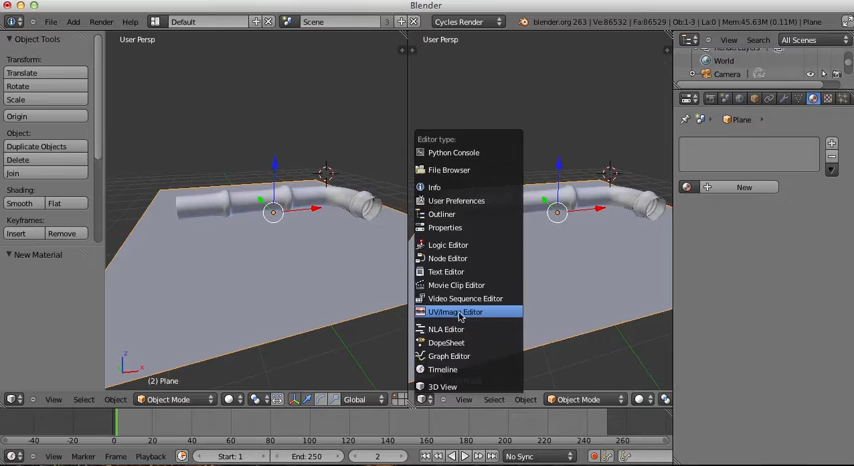 Blender
File Add Render Help Default Scene 3 Cycles Render blender.org 263 | Ve:86532 | Fa:86529 | Ob:1-3 | La:0 | Mem:45.63M (0.11M) | Plane
Object Tools
Transform:
Translate
Rotate
Scale
Origin
Object:
Duplicate Objects
Delete
Join
Shading:
Smooth Flat
Keyframes:
Insert Remove
New Material
User Persp
z
x
(2) Plane
User Persp
Editor type:
Python Console
File Browser
Info
User Preferences
Outliner
Properties
Logic Editor
Node Editor
Text Editor
Movie Clip Editor
Video Sequence Editor
UV/Image Editor
NLA Editor
DopeSheet
Graph Editor
Timeline
3D View
View Search All Scenes
World
Camera
Plane
New
View Select Object Object Mode Global
View Select Object Object Mode
-40 -20 0 20 40 60 80 100 120 140 160 180 200 220 240 260
View Marker Frame Playback Start: 1 End: 250 2 No Sync